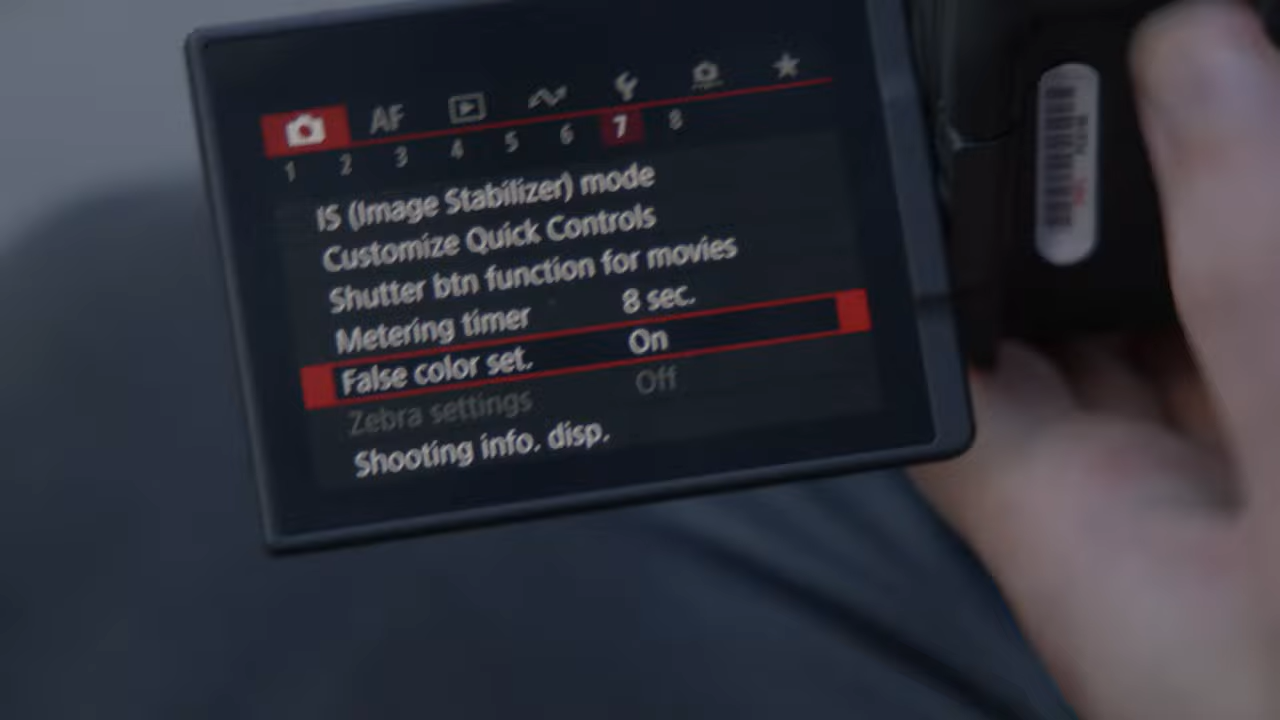 AF
1 2 3 4 5 6 7 8
IS (Image Stabilizer) mode
Customize Quick Controls
Shutter btn function for movies
Metering timer 8 sec.
False color set. On
Zebra settings Off
Shooting info. disp.